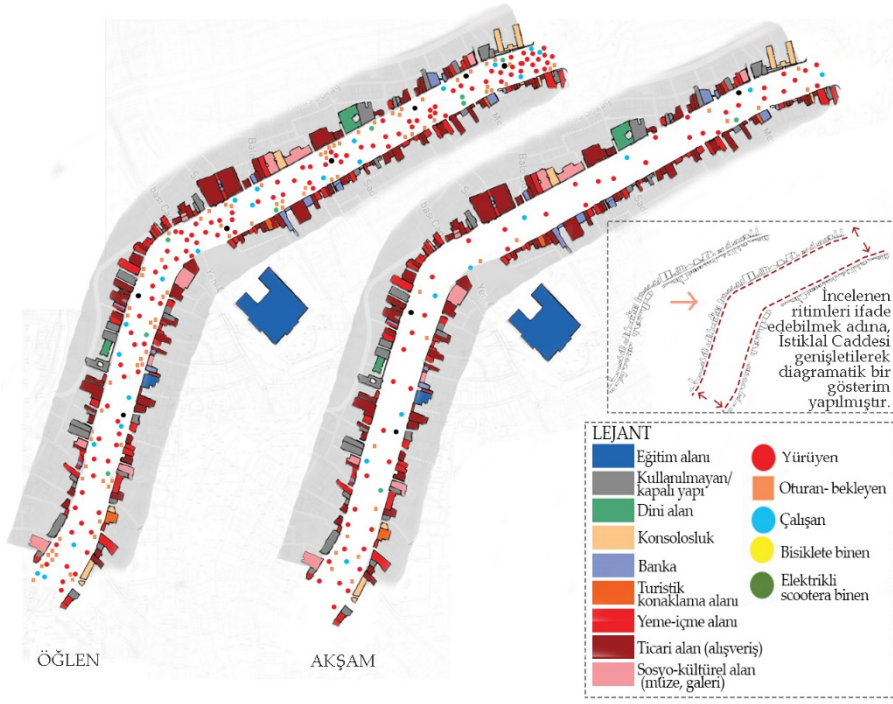 İncelenen
ritimleri ifade
edebilmek adına,
İstiklal Caddesi
genişletilerek
diagramatik bir
gösterim
yapılmıştır.
LEJANT
Eğitim alanı
Kullanılmayan/
kapalı yapı
Dini alan
Konsolosluk
Banka
Turistik
konaklama alanı
Yeme-içme alanı
Ticari alan (alışveriş)
Sosyo-kültürel alan
(müze, galeri)
Yürüyen
Oturan- bekleyen
Çalışan
Bisiklete binen
Elektrikli
scootera binen
ÖĞLEN
AKŞAM